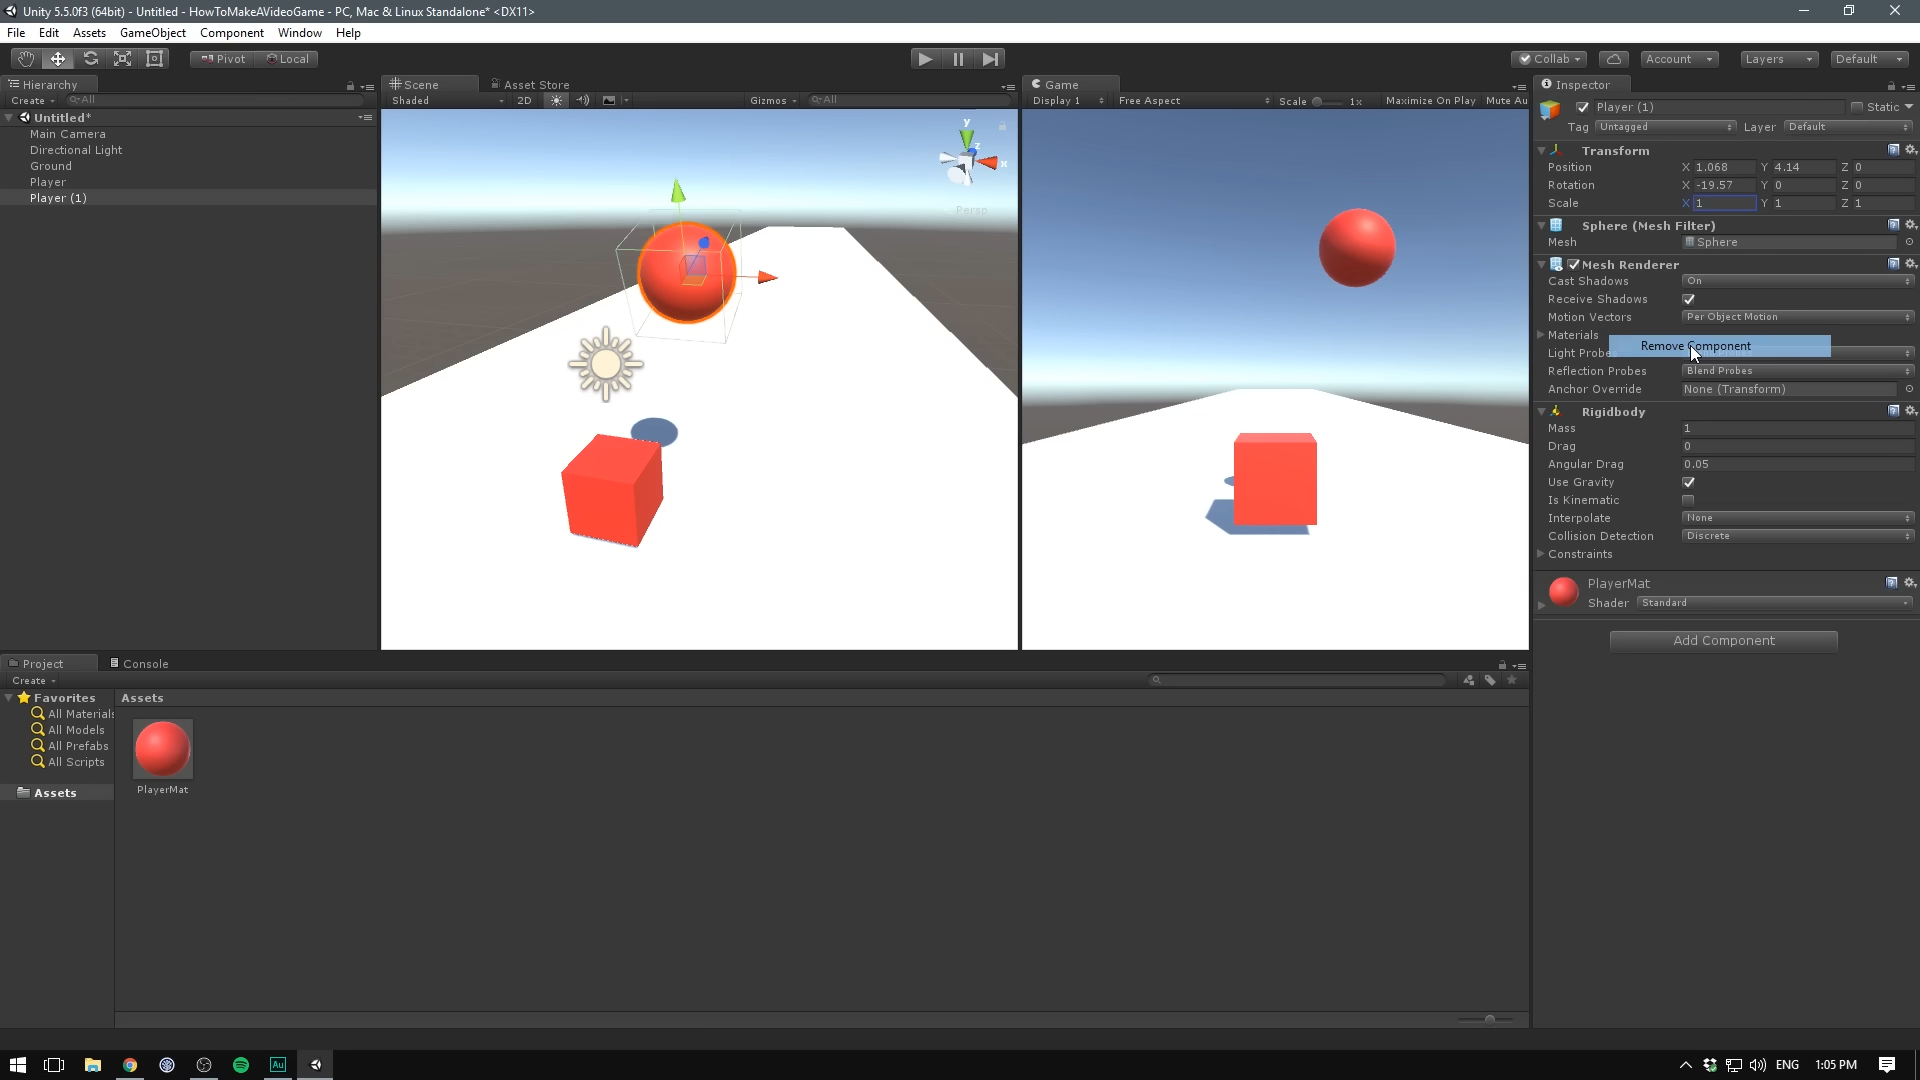 Unity 5.5.0f3 (64bit) - Untitled - HowToMakeAVideoGame - PC, Mac & Linux Standalone* <DX11>
File Edit Assets GameObject Component Window Help
Pivot Local Collab Account Layers Default
Hierarchy
Create All
Untitled*
Main Camera
Directional Light
Ground
Player
Player (1)
Scene Asset Store
Shaded 2D Gizmos All
y
z
x
Persp
Game
Display 1 Free Aspect Scale 1x Maximize On Play Mute Au
Inspector
Player (1) Static
Tag Untagged Layer Default
Transform
Position X 1.068 Y 4.14 Z 0
Rotation X -19.57 Y 0 Z 0
Scale X 1 Y 1 Z 1
Sphere (Mesh Filter)
Mesh Sphere
Mesh Renderer
Cast Shadows On
Receive Shadows
Motion Vectors Per Object Motion
Materials
Remove Component
Light Probes
Reflection Probes Blend Probes
Anchor Override None (Transform)
Rigidbody
Mass 1
Drag 0
Angular Drag 0.05
Use Gravity
Is Kinematic
Interpolate None
Collision Detection Discrete
Constraints
PlayerMat
Shader Standard
Add Component
Project Console
Create
Favorites
All Materials
All Models
All Prefabs
All Scripts
Assets
Assets
PlayerMat
Au
ENG 1:05 PM